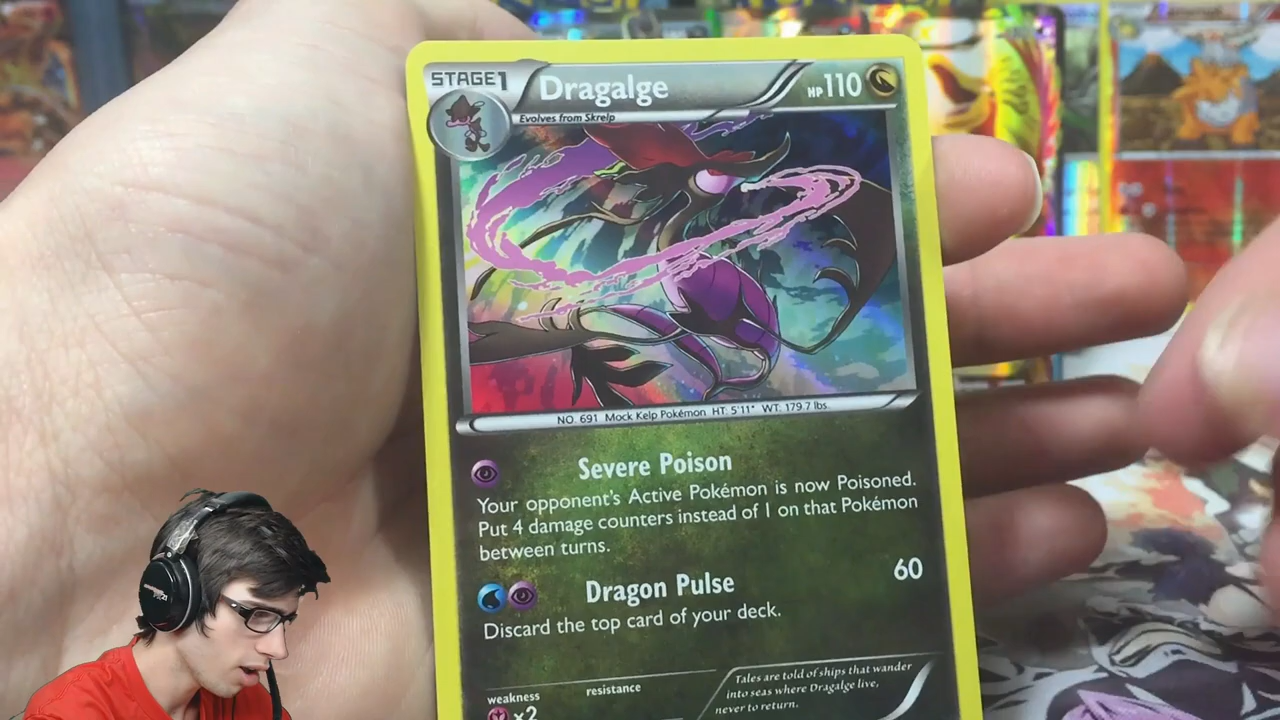 STAGE1
Dragalge
HP110
Evolves from Skrelp
NO. 691 Mock Kelp Pokémon HT: 5'11" WT: 179.7 lbs.
Severe Poison
Your opponent's Active Pokémon is now Poisoned.
Put 4 damage counters instead of 1 on that Pokémon
between turns.
Dragon Pulse 60
Discard the top card of your deck.
weakness
resistance
×2
Tales are told of ships that wander
into seas where Dragalge live,
never to return.